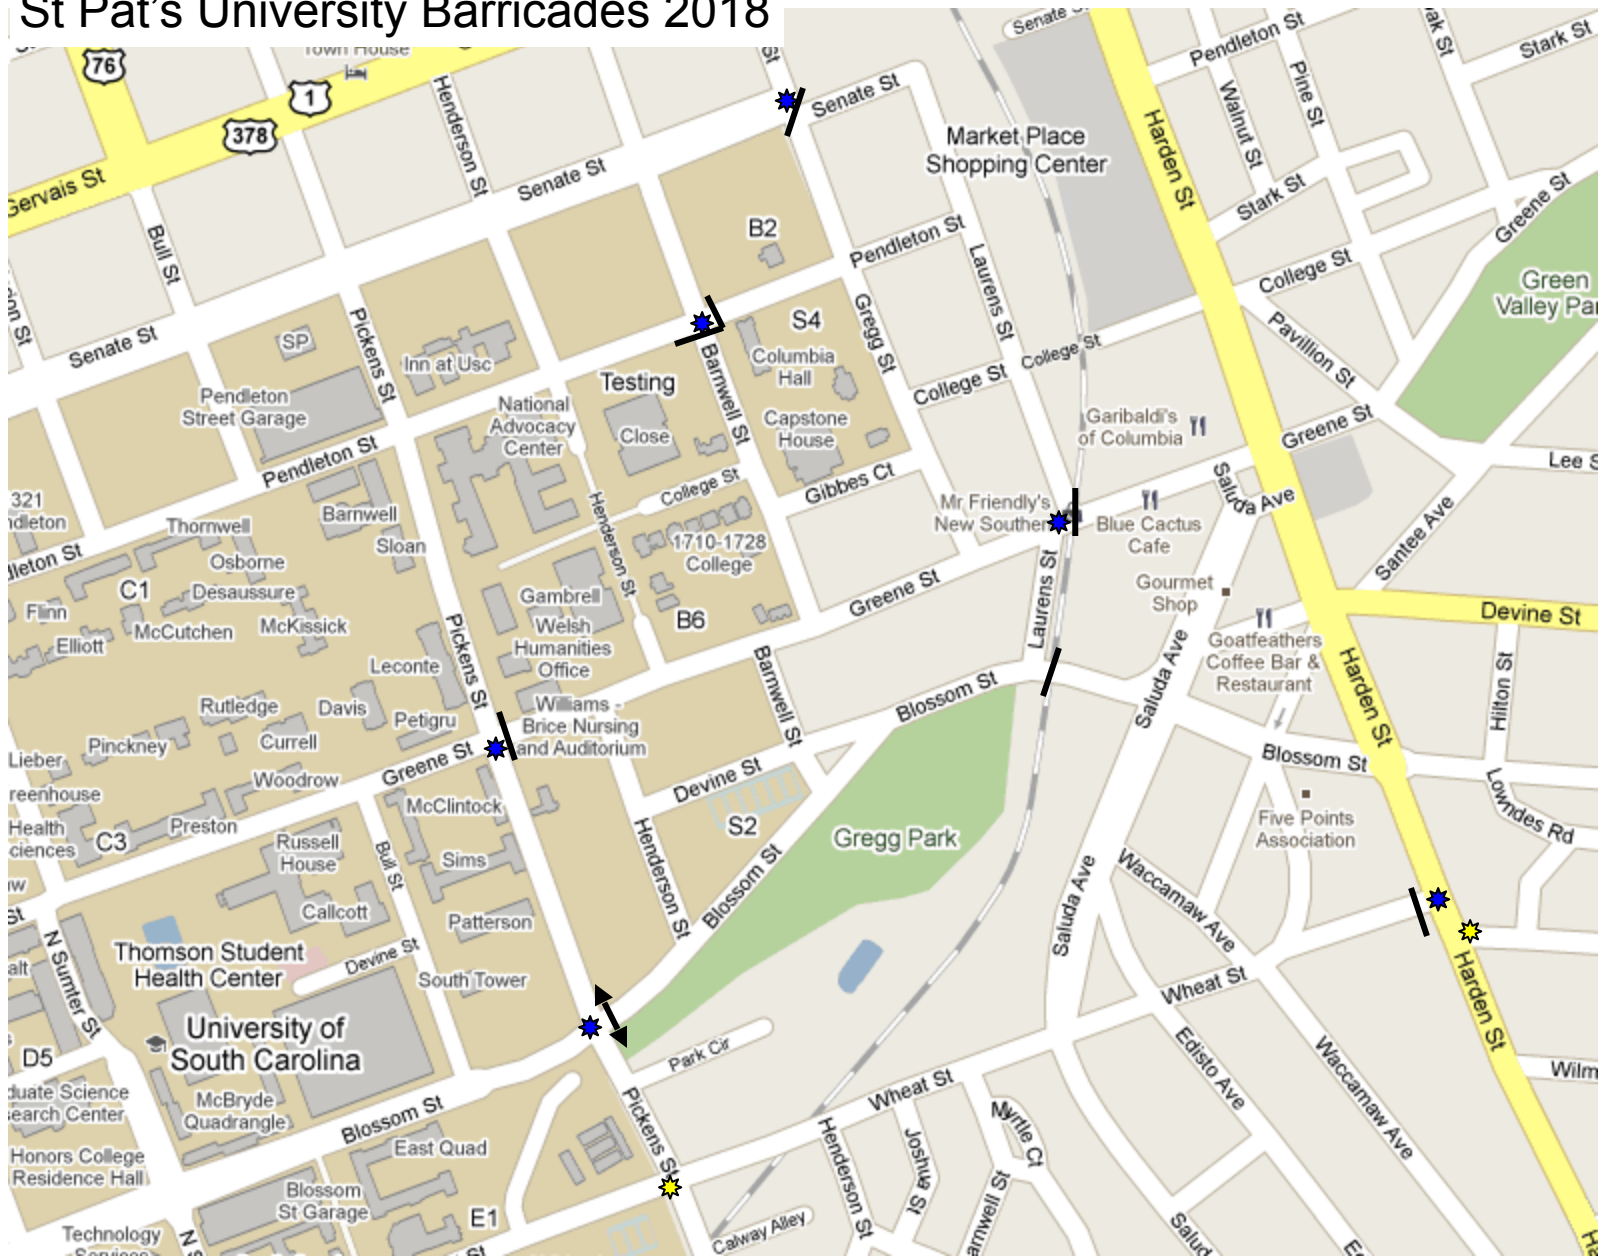 St Pat's University Barricades 2018
Town House
76
1
378
Gervais St
Henderson St
Senate St
Senate St
Pendleton St
Stark St
Walnut St
Pine St
Harden St
Market Place
Shopping Center
Bull St
Senate St
B2
Pendleton St
Laurens St
Stark St
Greene St
College St
Green
Senate St
SP
Pickens St
Inn at Usc
S4
Columbia
Hall
Gregg St
College St
College St
Pavillion St
Pendleton
Street Garage
Testing
National
Advocacy
Center
Close
Barnwell St
Capstone
House
Garibaldi's
of Columbia
Greene St
Pendleton St
321
Barnwell
Thornwell
Sloan
College St
Gibbes Ct
Mr Friendly's
New Southern
Blue Cactus
Cafe
Saluda Ave
Lee S
Santee Ave
Osborne
C1
Desaussure
Flinn
Elliott
McCutchen
McKissick
Henderson St
1710-1728
College
Gambrell
Welsh
Humanities
Office
B6
Greene St
Laurens St
Gourmet
Shop
Goatfeathers
Coffee Bar &
Restaurant
Devine St
Leconte
Pickens St
Rutledge
Davis
Petigru
Pinckney
Currell
Lieber
Woodrow
Greene St
Williams -
Brice Nursing
and Auditorium
Barnwell St
Blossom St
Saluda Ave
Harden St
Hilton St
Blossom St
Lowndes Rd
Devine St
S2
Gregg Park
Five Points
Association
McClintock
Preston
C3
Health
Russell
House
Bull St
Sims
Henderson St
Blossom St
Callcott
Patterson
Saluda Ave
Waccamaw Ave
N Sumter St
Thomson Student
Health Center
Devine St
South Tower
Wheat St
Harden St
University of
South Carolina
D5
Park Cir
Edisto Ave
Waccamaw Ave
Wilm
McBryde
Quadrangle
Blossom St
East Quad
Pickens St
Wheat St
Henderson St
Joshua St
Myrtle Ct
Honors College
Residence Hall
Blossom
St Garage
E1
Technology
Services
Calway Alley